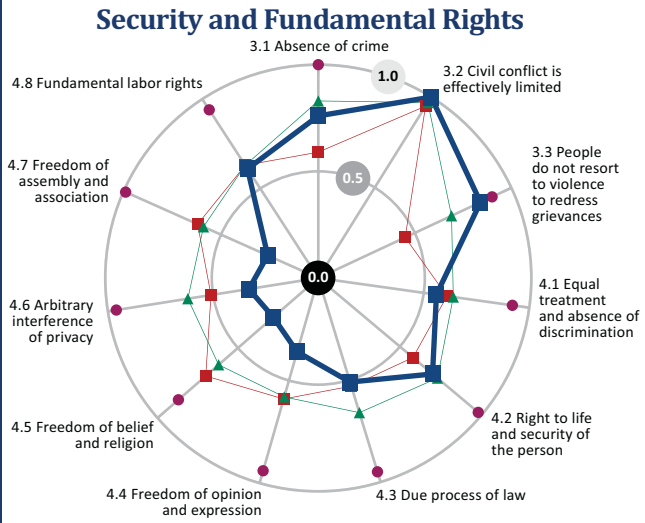 Security and Fundamental Rights
3.1 Absence of crime
1.0
3.2 Civil conflict is
effectively limited
4.8 Fundamental labor rights
3.3 People
do not resort
to violence
to redress
grievances
4.7 Freedom of
assembly and
association
0.5
0.0
4.1 Equal
treatment
and absence of
discrimination
4.6 Arbitrary
interference
of privacy
4.2 Right to life
and security of
the person
4.5 Freedom of belief
and religion
4.4 Freedom of opinion
and expression
4.3 Due process of law